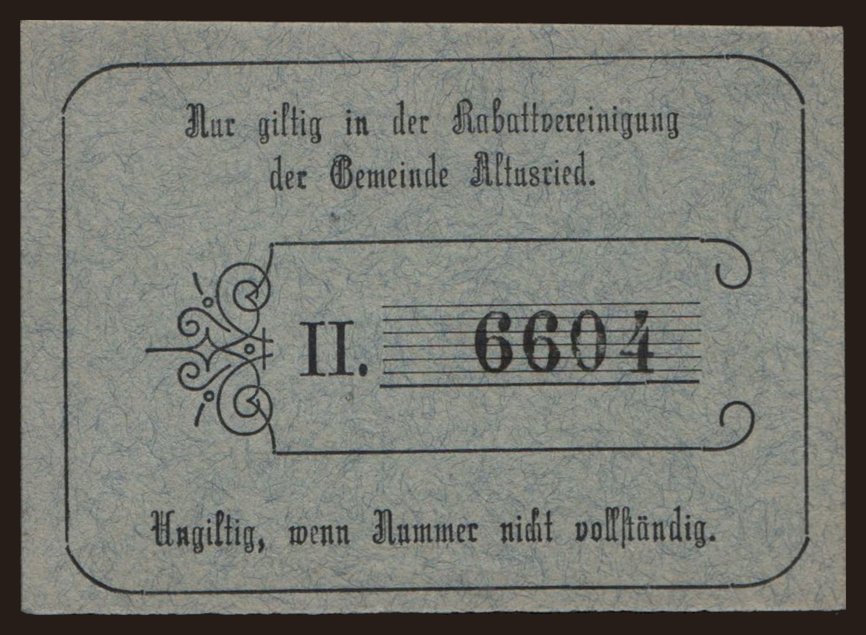 Nur giltig in der Rabattvereinigung
der Gemeinde Altusried.
II. 6604
Ungiltig, wenn Nummer nicht vollständig.